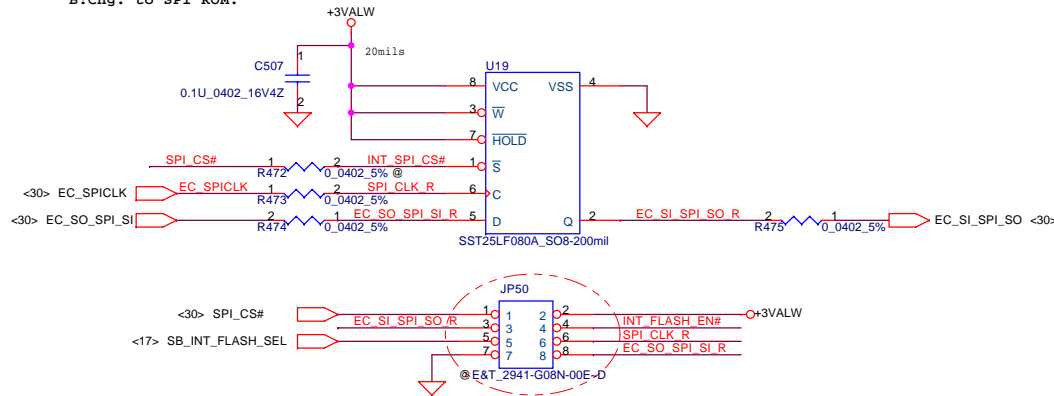 B.Chg. to SPI ROM.
+3VALW
20mils
C507
0.1U_0402_16V4Z
1
2
U19
8 VCC VSS 4
3 W
7 HOLD
SPI_CS# 1 2 INT_SPI_CS# 1 S
R472 0_0402_5% @
<30> EC_SPICLK EC_SPICLK 1 2 SPI_CLK_R 6 C
R473 0_0402_5%
<30> EC_SO_SPI_SI 2 1 EC_SO_SPI_SI_R 5 D Q 2 EC_SI_SPI_SO_R 2 1 EC_SI_SPI_SO <30>
R474 0_0402_5%
R475 0_0402_5%
SST25LF080A_SO8-200mil
JP50
<30> SPI_CS# 1 1 2 2 +3VALW
EC_SI_SPI_SO_R 3 3 4 4 INT_FLASH_EN#
<17> SB_INT_FLASH_SEL 5 5 6 6 SPI_CLK_R
7 7 8 8 EC_SO_SPI_SI_R
@ E&T_2941-G08N-00E~D